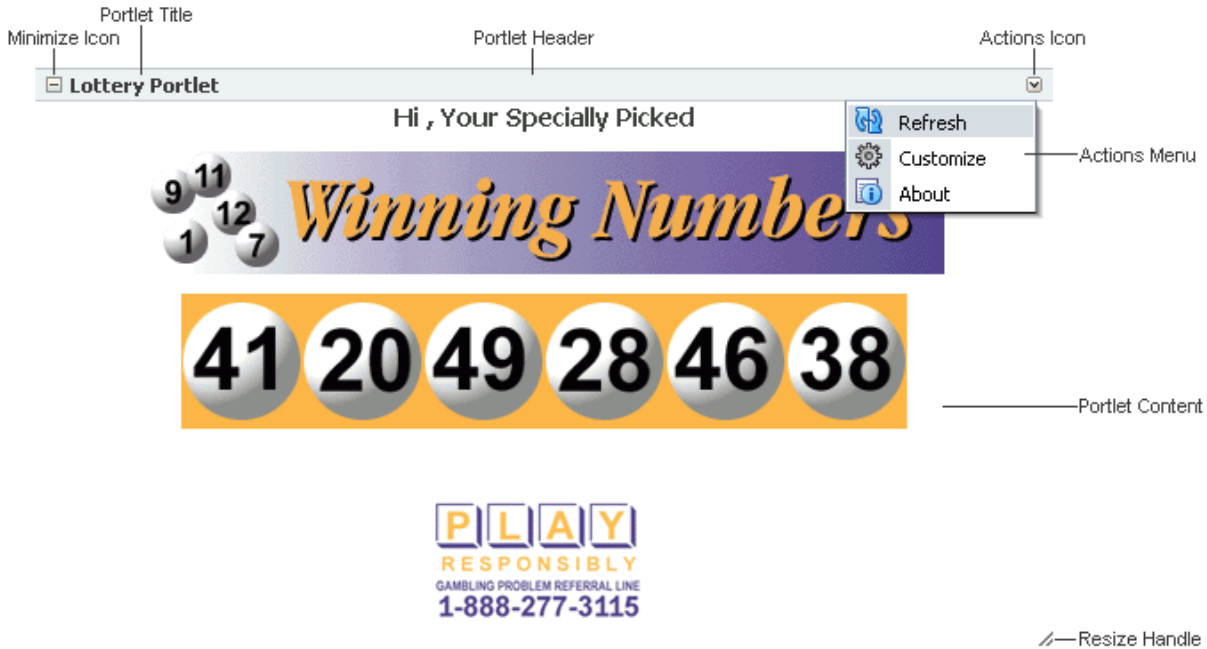 Portlet Title
Minimize Icon
Portlet Header
Actions Icon
Lottery Portlet
Hi , Your Specially Picked
Refresh
Customize
About
Actions Menu
9 11 12 1 7
Winning Numbers
41 20 49 28 46 38
Portlet Content
PLAY
RESPONSIBLY
GAMBLING PROBLEM REFERRAL LINE
1-888-277-3115
Resize Handle